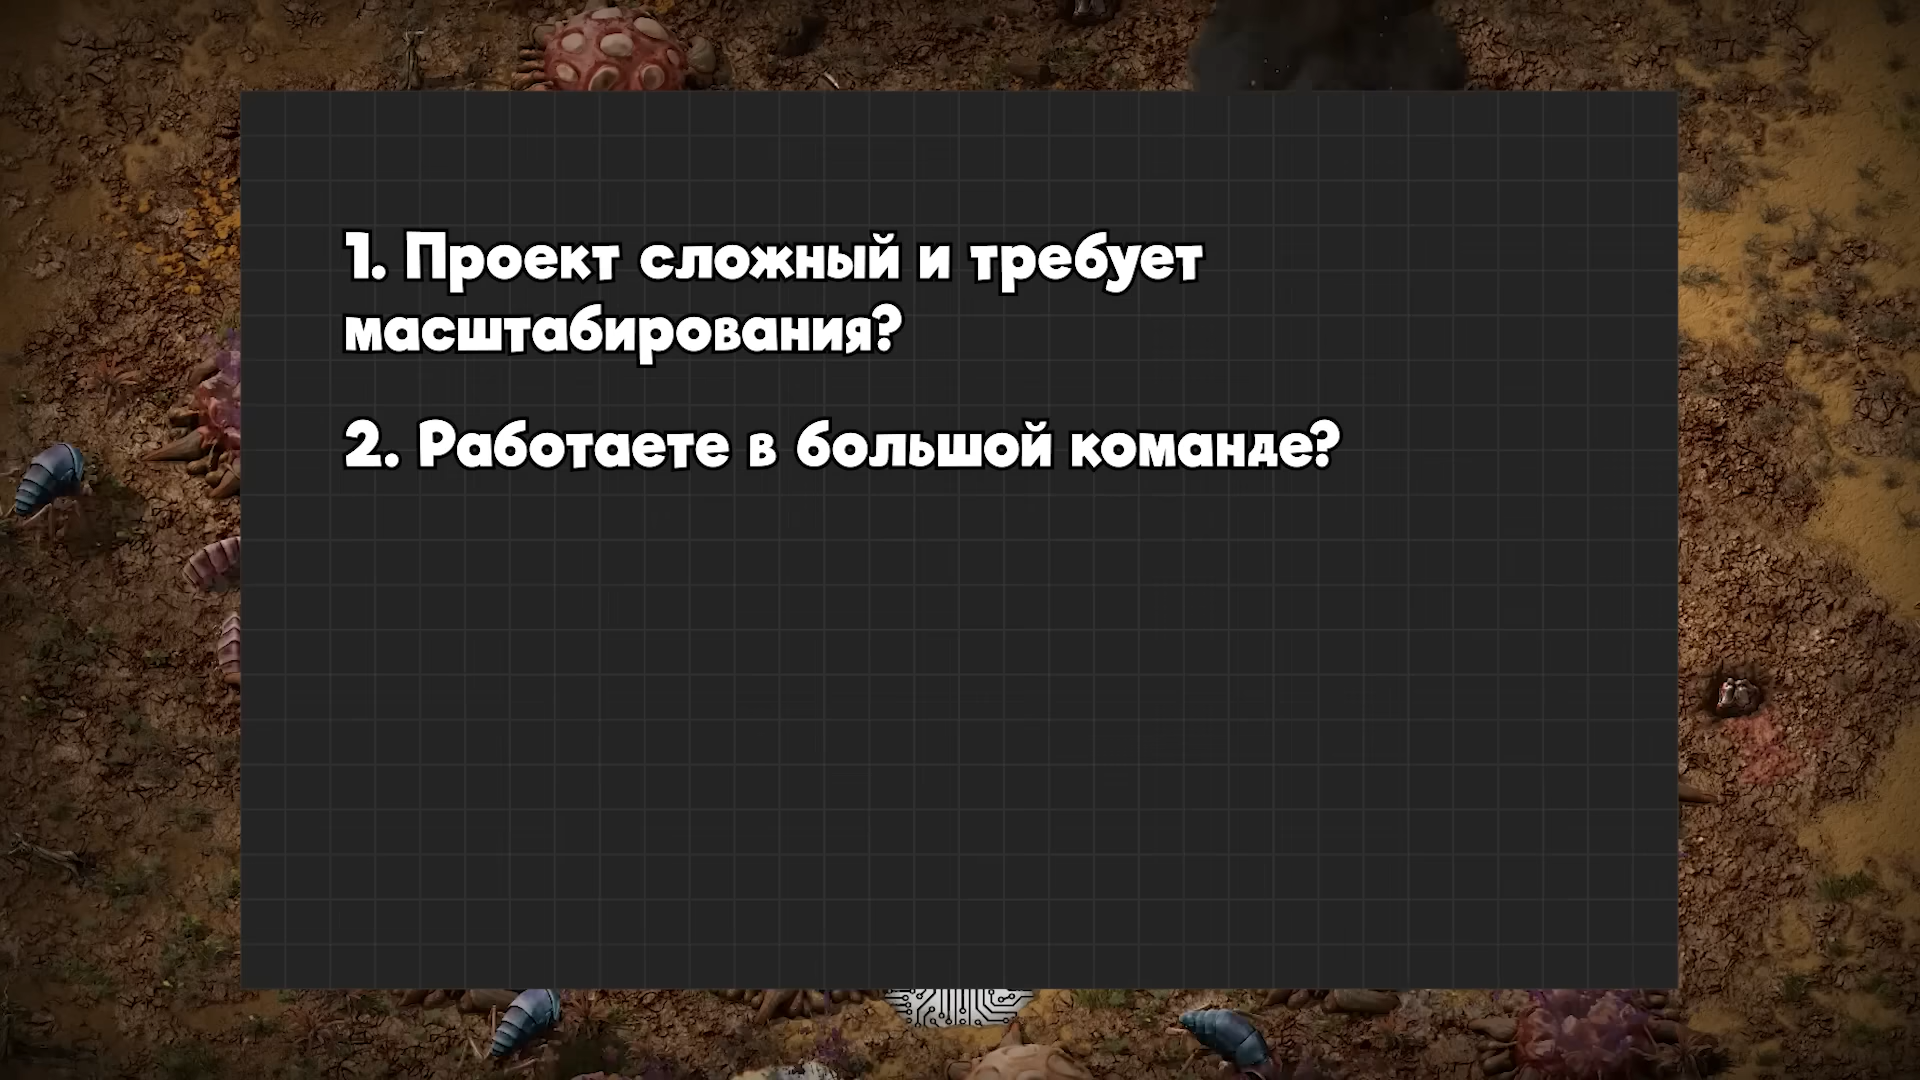 1. Проект сложный и требует
масштабирования?
2. Работаете в большой команде?